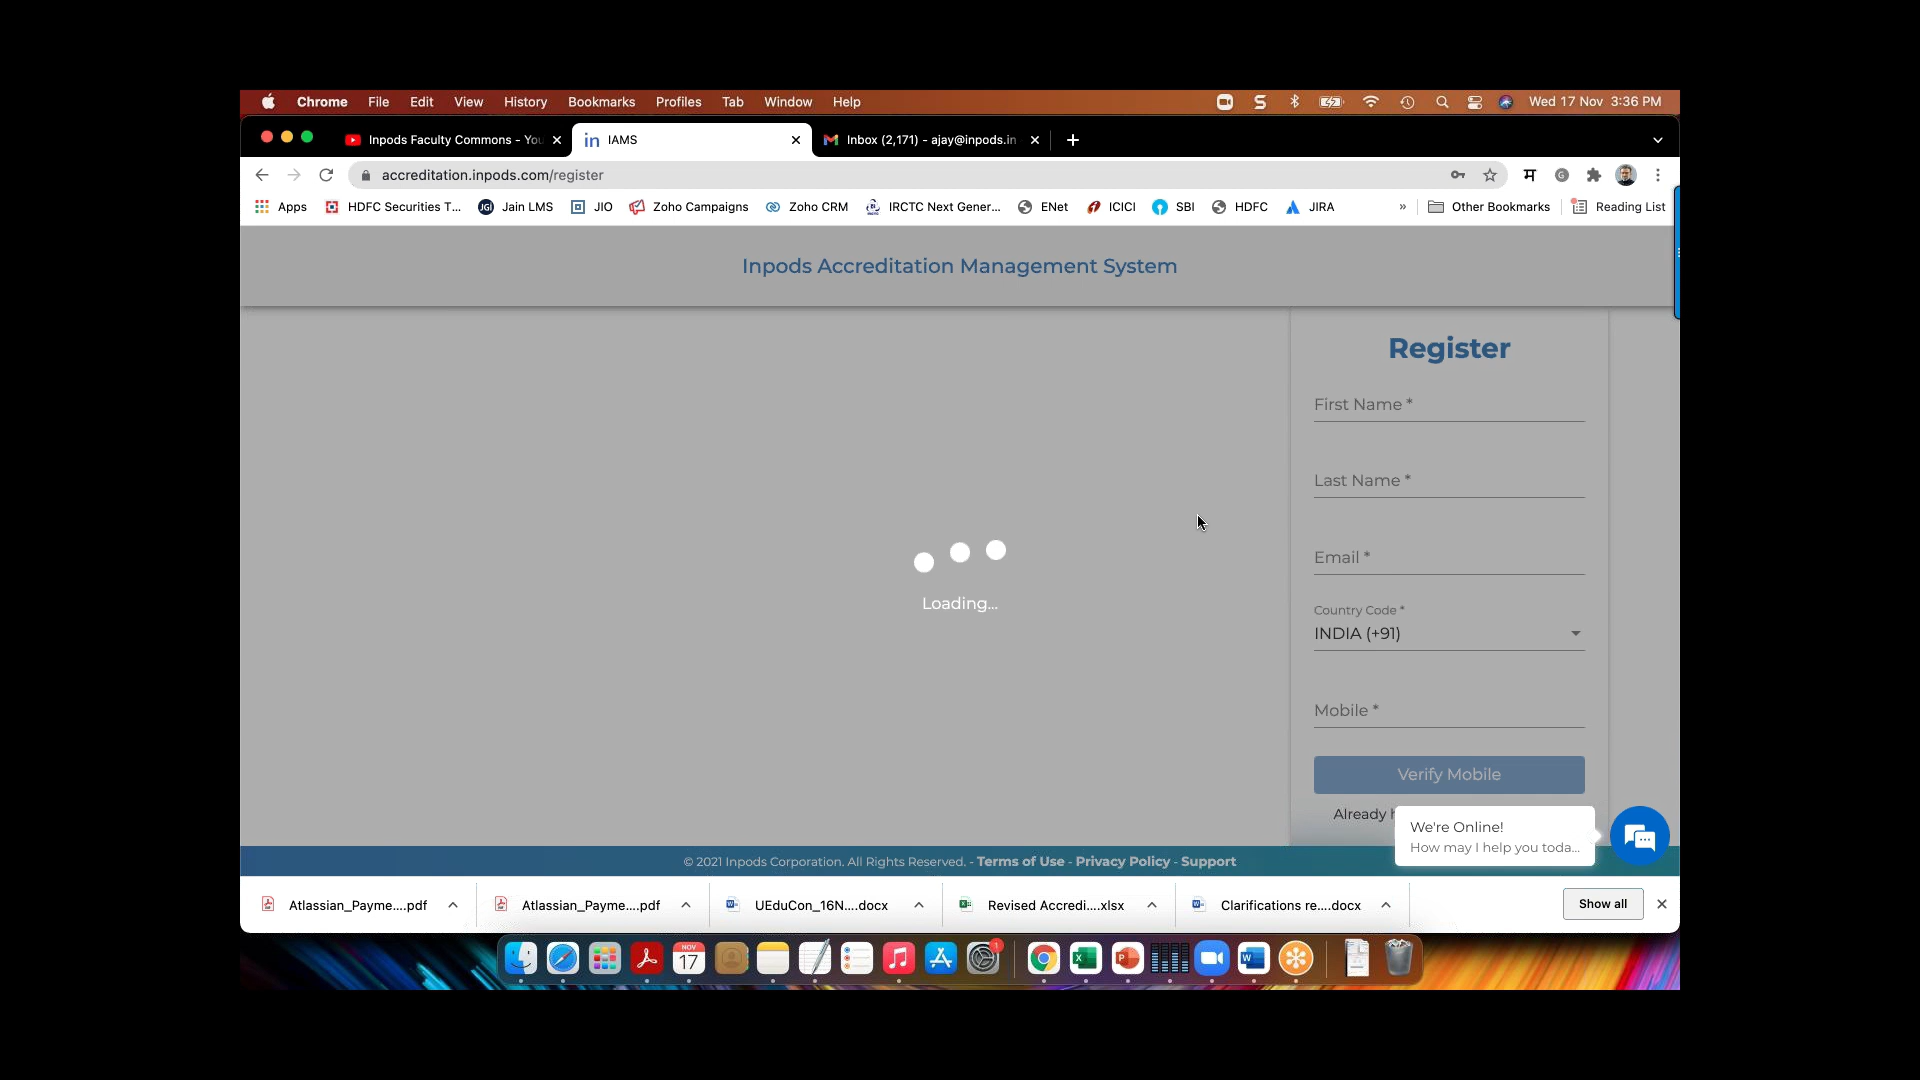 Chrome File Edit View History Bookmarks Profiles Tab Window Help Wed 17 Nov 3:36 PM
Inpods Faculty Commons - You IAMS Inbox (2,171) - ajay@inpods.in
accreditation.inpods.com/register
Apps HDFC Securities T... Jain LMS JIO Zoho Campaigns Zoho CRM IRCTC Next Gener... ENet ICICI SBI HDFC JIRA » Other Bookmarks Reading List
Inpods Accreditation Management System
Register
First Name *
Last Name *
Email *
Country Code *
INDIA (+91)
Mobile *
Verify Mobile
Already
Loading...
We're Online!
How may I help you toda...
© 2021 Inpods Corporation. All Rights Reserved. - Terms of Use - Privacy Policy - Support
Atlassian_Payme....pdf Atlassian_Payme....pdf UEduCon_16N....docx Revised Accredi....xlsx Clarifications re....docx Show all
NOV
17
1